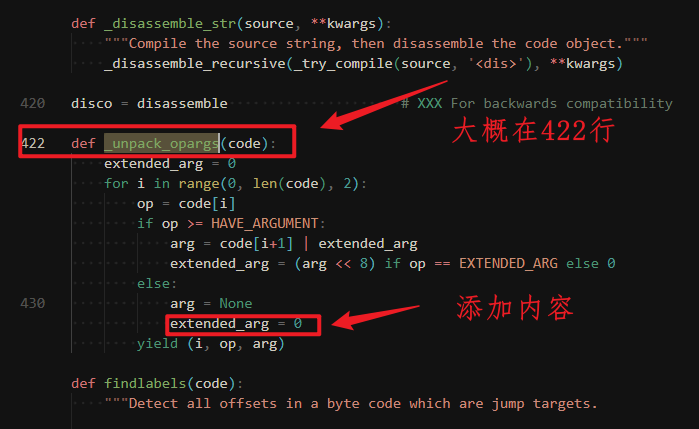 def _disassemble_str(source, **kwargs):
"""Compile the source string, then disassemble the code object."""
_disassemble_recursive(_try_compile(source, '<dis>'), **kwargs)
420 disco = disassemble # XXX For backwards compatibility
大概在422行
422 def _unpack_opargs(code):
extended_arg = 0
for i in range(0, len(code), 2):
op = code[i]
if op >= HAVE_ARGUMENT:
arg = code[i+1] | extended_arg
extended_arg = (arg << 8) if op == EXTENDED_ARG else 0
else:
430 arg = None
添加内容
extended_arg = 0
yield (i, op, arg)
def findlabels(code):
"""Detect all offsets in a byte code which are jump targets.